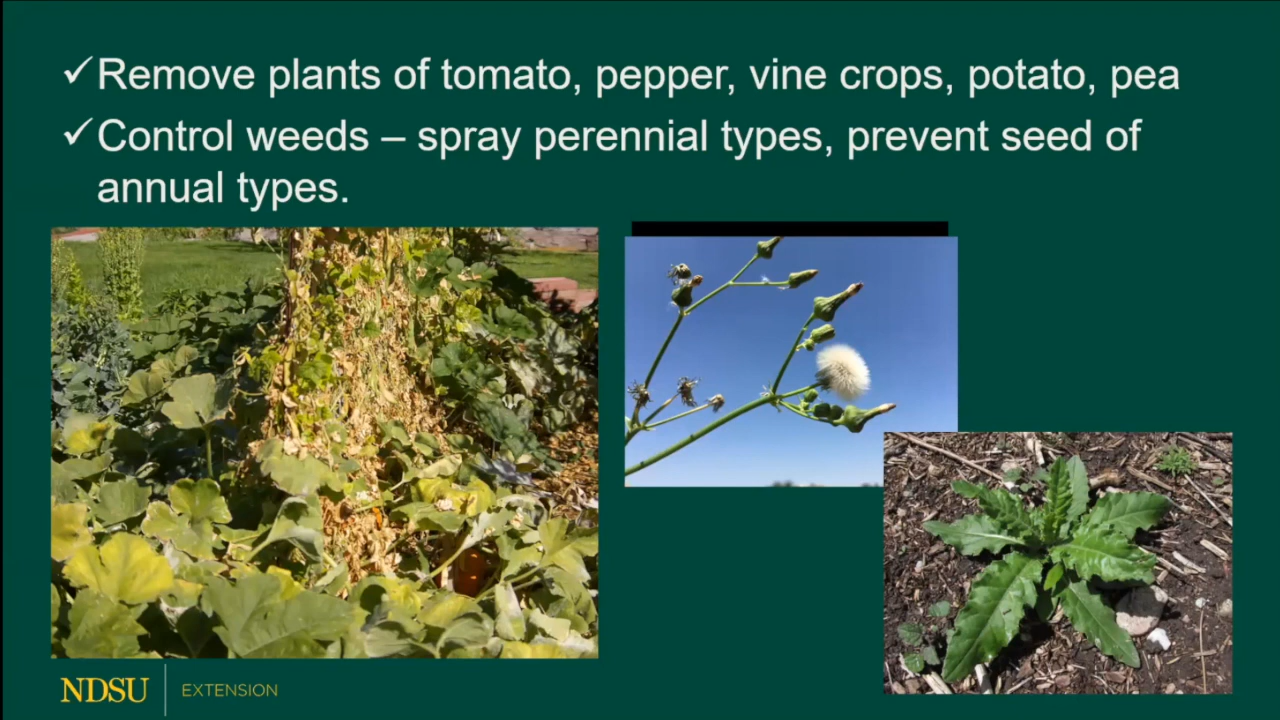 ✓Remove plants of tomato, pepper, vine crops, potato, pea
✓Control weeds – spray perennial types, prevent seed of
annual types.
NDSU EXTENSION